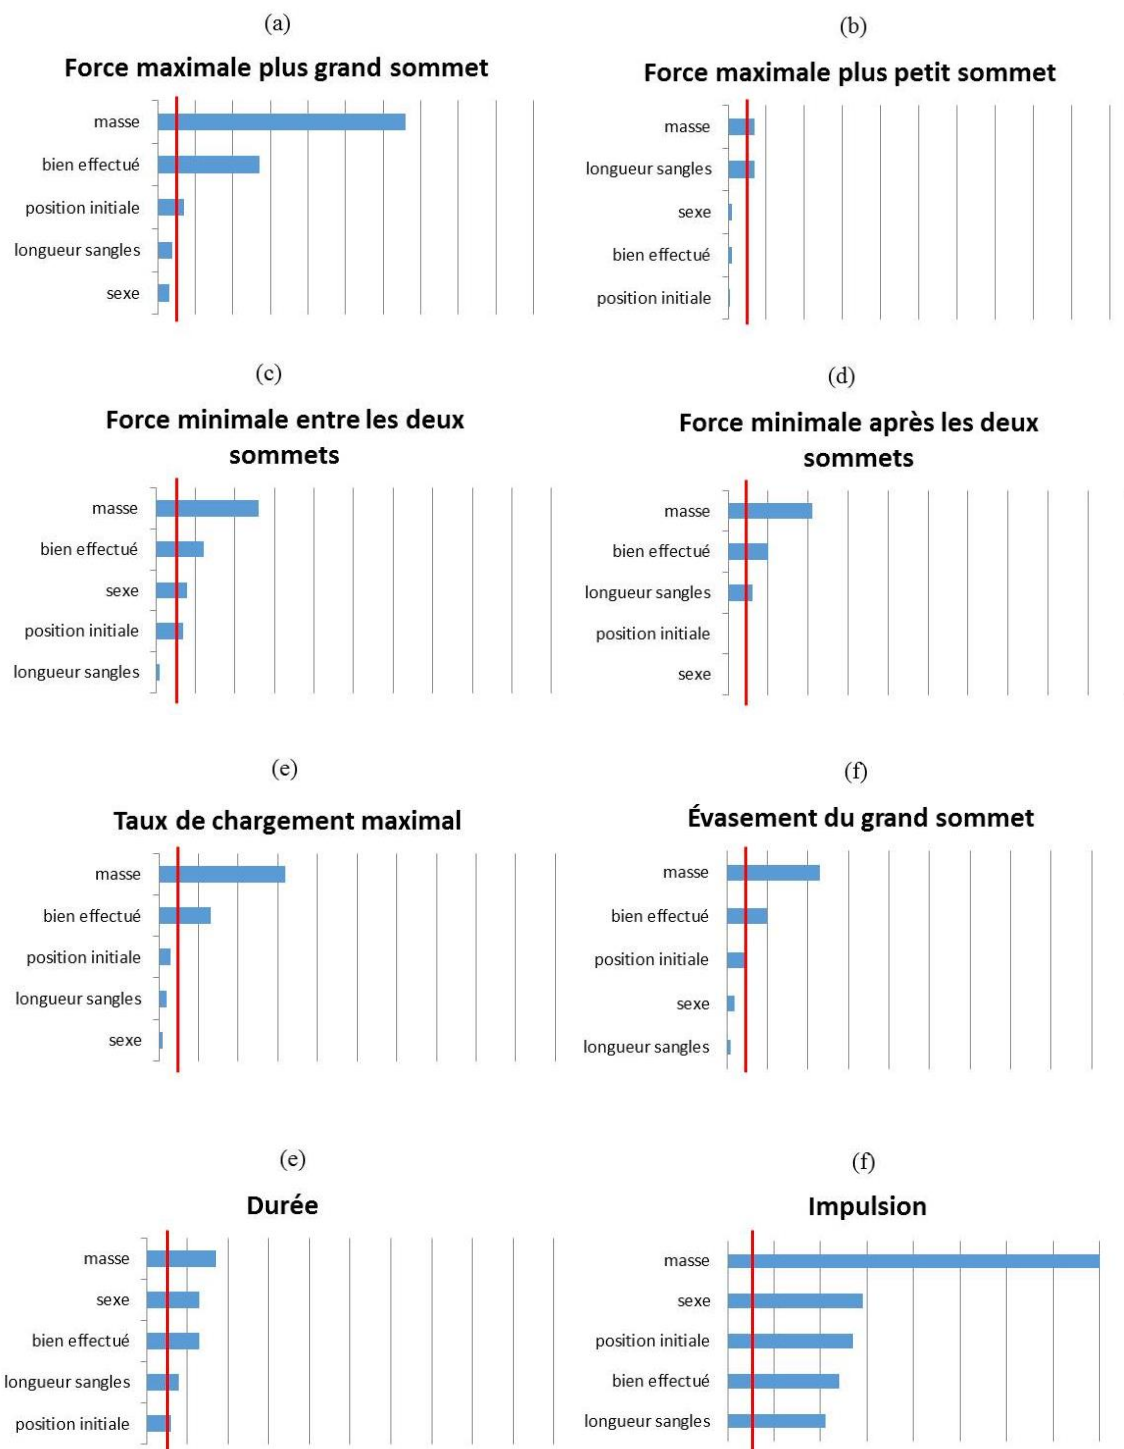 (a)
Force maximale plus grand sommet
masse
bien effectué
position initiale
longueur sangles
sexe
(b)
Force maximale plus petit sommet
masse
longueur sangles
sexe
bien effectué
position initiale
(c)
Force minimale entre les deux
sommets
masse
bien effectué
sexe
position initiale
longueur sangles
(d)
Force minimale après les deux
sommets
masse
bien effectué
longueur sangles
position initiale
sexe
(e)
Taux de chargement maximal
masse
bien effectué
position initiale
longueur sangles
sexe
(f)
Évasement du grand sommet
masse
bien effectué
position initiale
sexe
longueur sangles
(e)
Durée
masse
sexe
bien effectué
longueur sangles
position initiale
(f)
Impulsion
masse
sexe
position initiale
bien effectué
longueur sangles